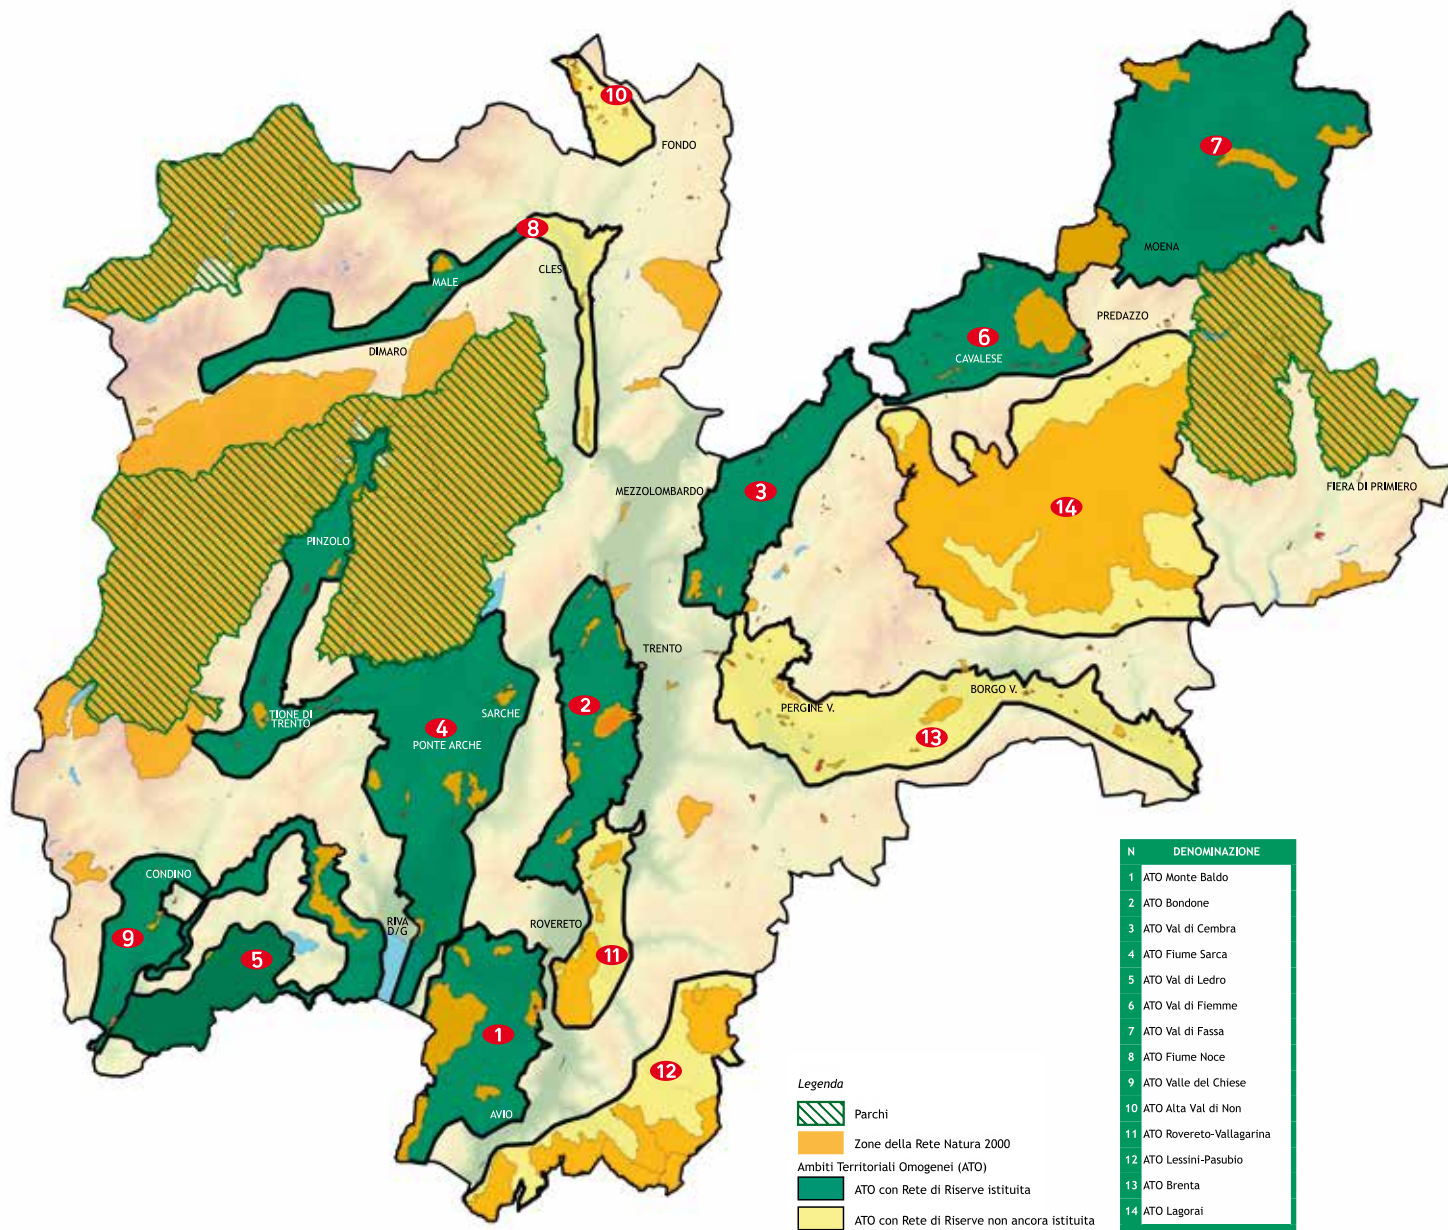 10
FONDO
7
8
MOENA
CLES
MALE
PREDAZZO
6
DIMARO
CAVALESE
MEZZOLOMBARDO
3
FIERA DI PRIMIERO
14
PINZOLO
TRENTO
BORGO V.
2
PERGINE V.
SARCHE
TIONE DI
TRENTO
4
PONTE ARCHE
13
CONDINO
RIVA
D/G
ROVERETO
9
5
11
1
12
AVIO
N DENOMINAZIONE
1 ATO Monte Baldo
2 ATO Bondone
3 ATO Val di Cembra
4 ATO Fiume Sarca
5 ATO Val di Ledro
6 ATO Val di Fiemme
7 ATO Val di Fassa
8 ATO Fiume Noce
9 ATO Valle del Chiese
10 ATO Alta Val di Non
11 ATO Rovereto-Vallagarina
12 ATO Lessini-Pasubio
13 ATO Brenta
14 ATO Lagorai
Legenda
Parchi
Zone della Rete Natura 2000
Ambiti Territoriali Omogenei (ATO)
ATO con Rete di Riserve istituita
ATO con Rete di Riserve non ancora istituita